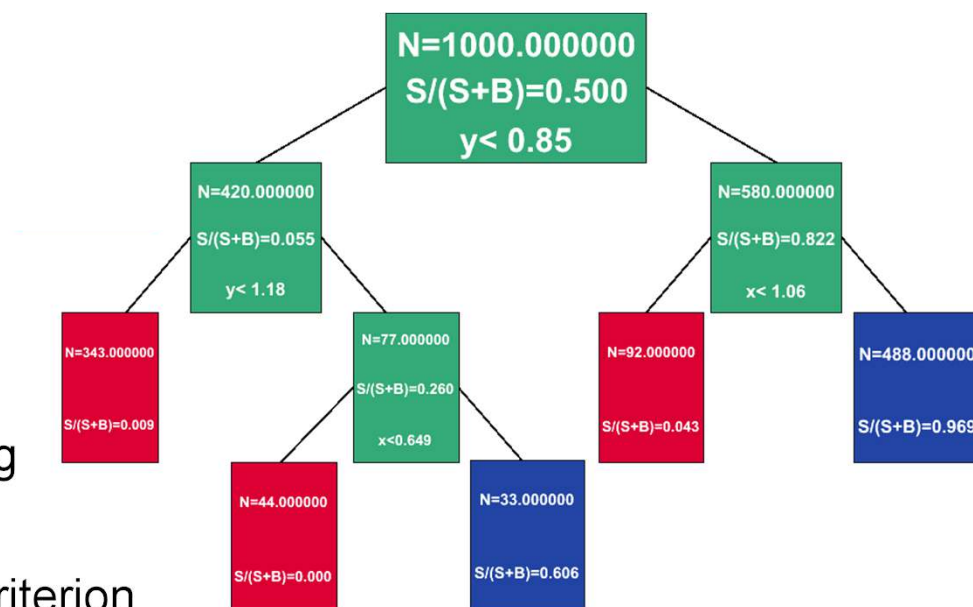 N=1000.000000
S/(S+B)=0.500
y< 0.85
N=420.000000
S/(S+B)=0.055
y< 1.18
N=580.000000
S/(S+B)=0.822
x< 1.06
N=343.000000
S/(S+B)=0.009
N=77.000000
S/(S+B)=0.260
x<0.649
N=92.000000
S/(S+B)=0.043
N=488.000000
S/(S+B)=0.969
N=44.000000
S/(S+B)=0.000
N=33.000000
S/(S+B)=0.606
g
riterion